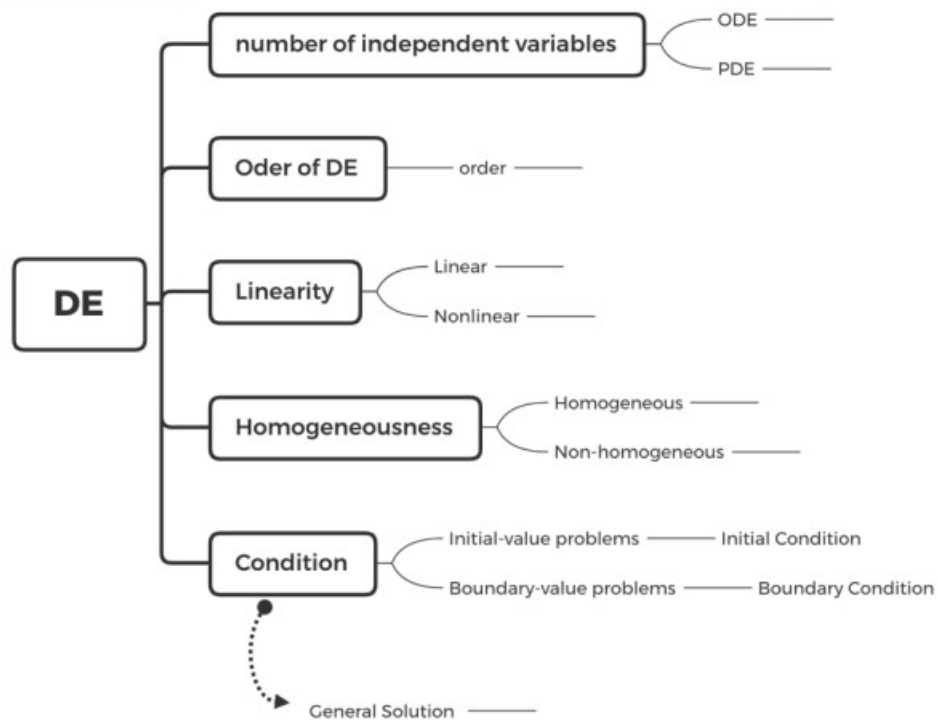 DE
number of independent variables
ODE
PDE
Oder of DE
order
Linearity
Linear
Nonlinear
Homogeneousness
Homogeneous
Non-homogeneous
Condition
Initial-value problems
Initial Condition
Boundary-value problems
Boundary Condition
General Solution